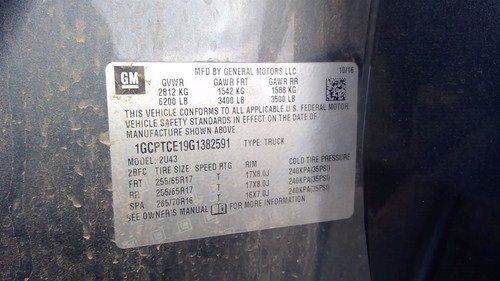 GM
MFD BY GENERAL MOTORS LLC 10/16
GVWR GAWR FRT GAWR RR
2812 KG 1542 KG 1588 KG
6200 LB 3400 LB 3500 LB
THIS VEHICLE CONFORMS TO ALL APPLICABLE U.S. FEDERAL MOTOR
VEHICLE SAFETY STANDARDS IN EFFECT ON THE DATE OF
MANUFACTURE SHOWN ABOVE.
1GCPTCE19G1382591 TYPE: TRUCK
MODEL: 2U43
2BFC TIRE SIZE SPEED RTG RIM COLD TIRE PRESSURE
FRT 255/65R17 T 17X8.0J 240KPA(35PSI)
RR 255/65R17 T 17X8.0J 240KPA(35PSI)
SPA 265/70R16 T 16X7.0J 240KPA(35PSI)
SEE OWNER'S MANUAL FOR MORE INFORMATION.